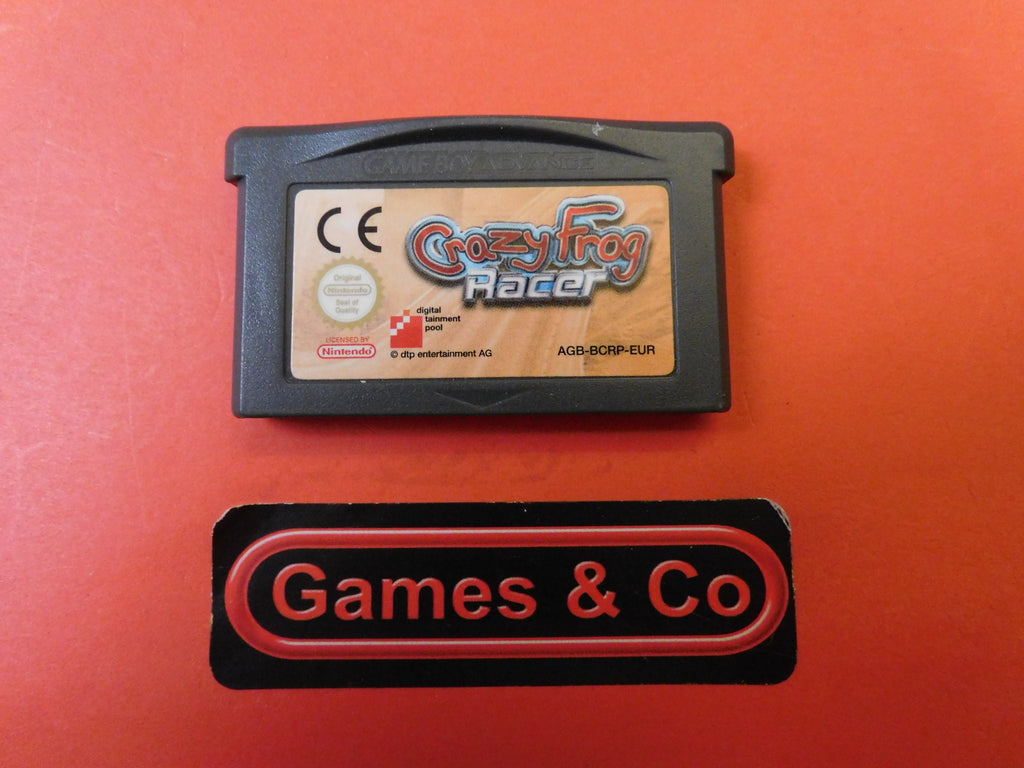 GAME BOY ADVANCE
CE
Crazy Frog
Racer
Original
Nintendo
Seal of
Quality
digital
tainment
pool
LICENSED BY
Nintendo
© dtp entertainment AG
AGB-BCRP-EUR
Games & Co